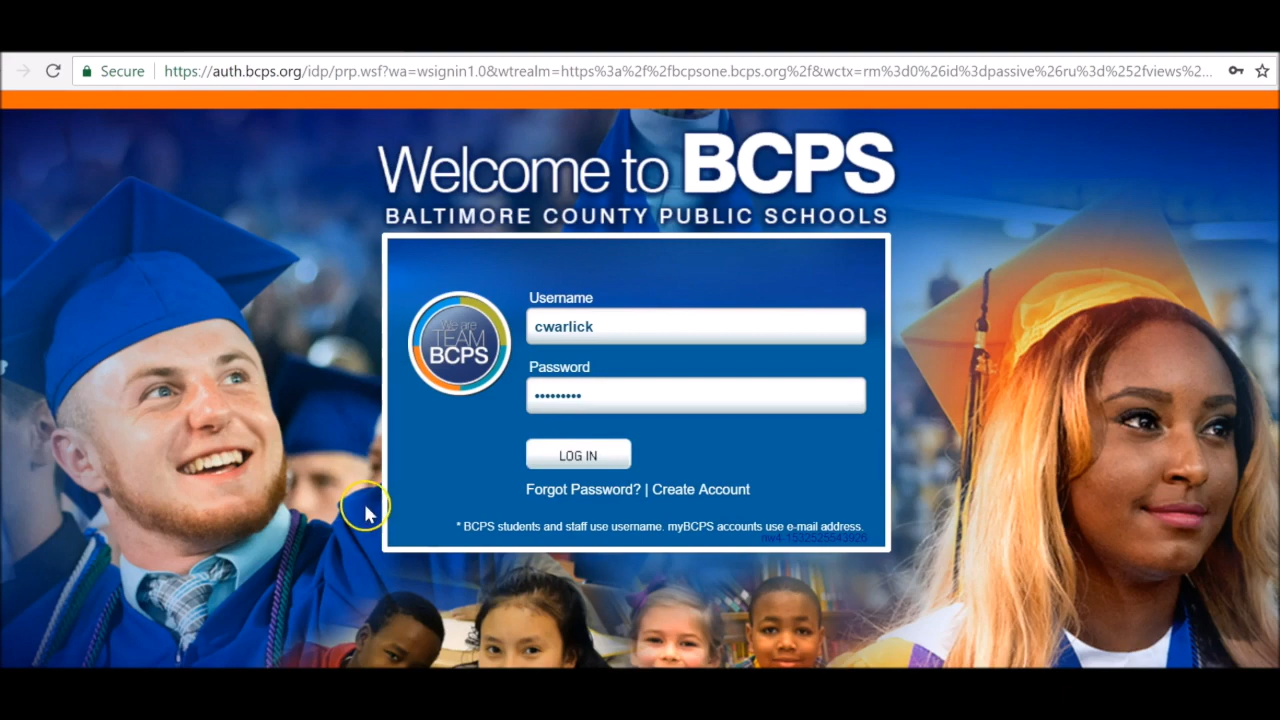 Secure https://auth.bcps.org/idp/prp.wsf?wa=wsignin1.0&wtrealm=https%3a%2f%2fbcpsone.bcps.org%2f&wctx=rm%3d0%26id%3dpassive%26ru%3d%252fviews%2...
Welcome to BCPS
BALTIMORE COUNTY PUBLIC SCHOOLS
Username
cwarlick
We are
TEAM
BCPS
Password
•••••••••
LOG IN
Forgot Password? | Create Account
* BCPS students and staff use username. myBCPS accounts use e-mail address.
nw4-1532525543926